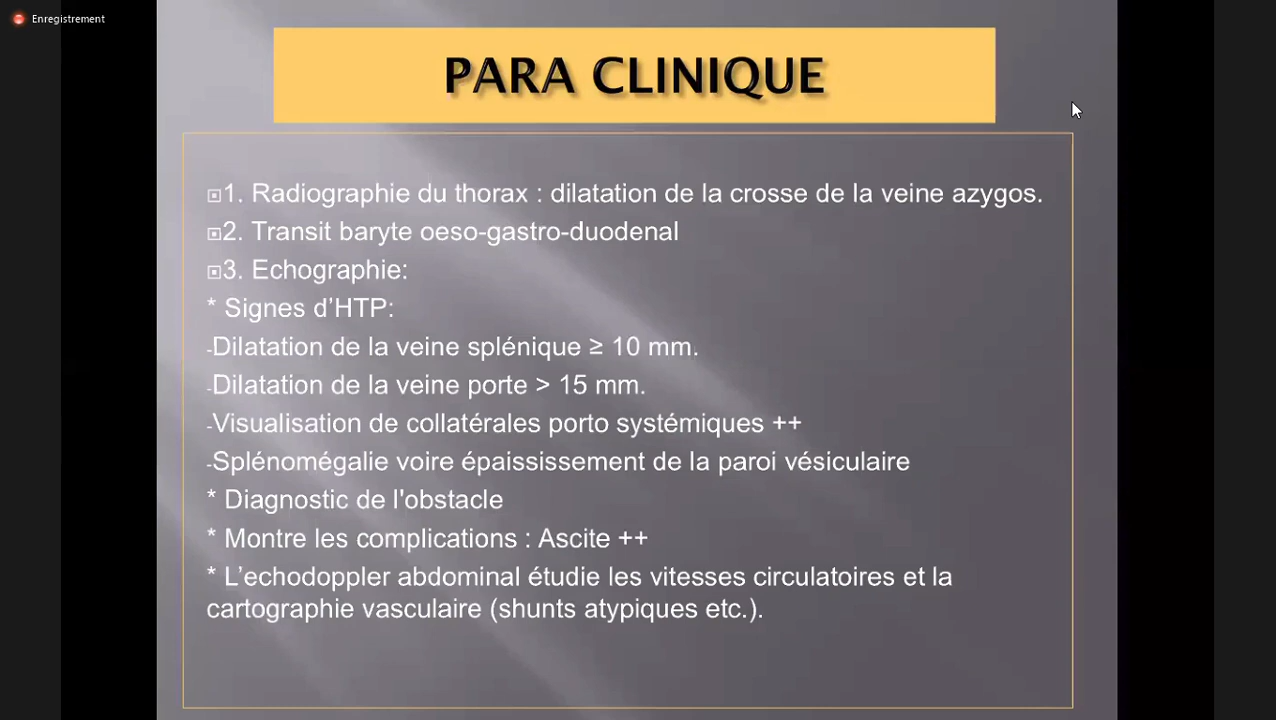 Enregistrement
PARA CLINIQUE
1. Radiographie du thorax : dilatation de la crosse de la veine azygos.
2. Transit baryte oeso-gastro-duodenal
3. Echographie:
* Signes d’HTP:
-Dilatation de la veine splénique ≥ 10 mm.
-Dilatation de la veine porte > 15 mm.
-Visualisation de collatérales porto systémiques ++
-Splénomégalie voire épaississement de la paroi vésiculaire
* Diagnostic de l'obstacle
* Montre les complications : Ascite ++
* L’echodoppler abdominal étudie les vitesses circulatoires et la
cartographie vasculaire (shunts atypiques etc.).